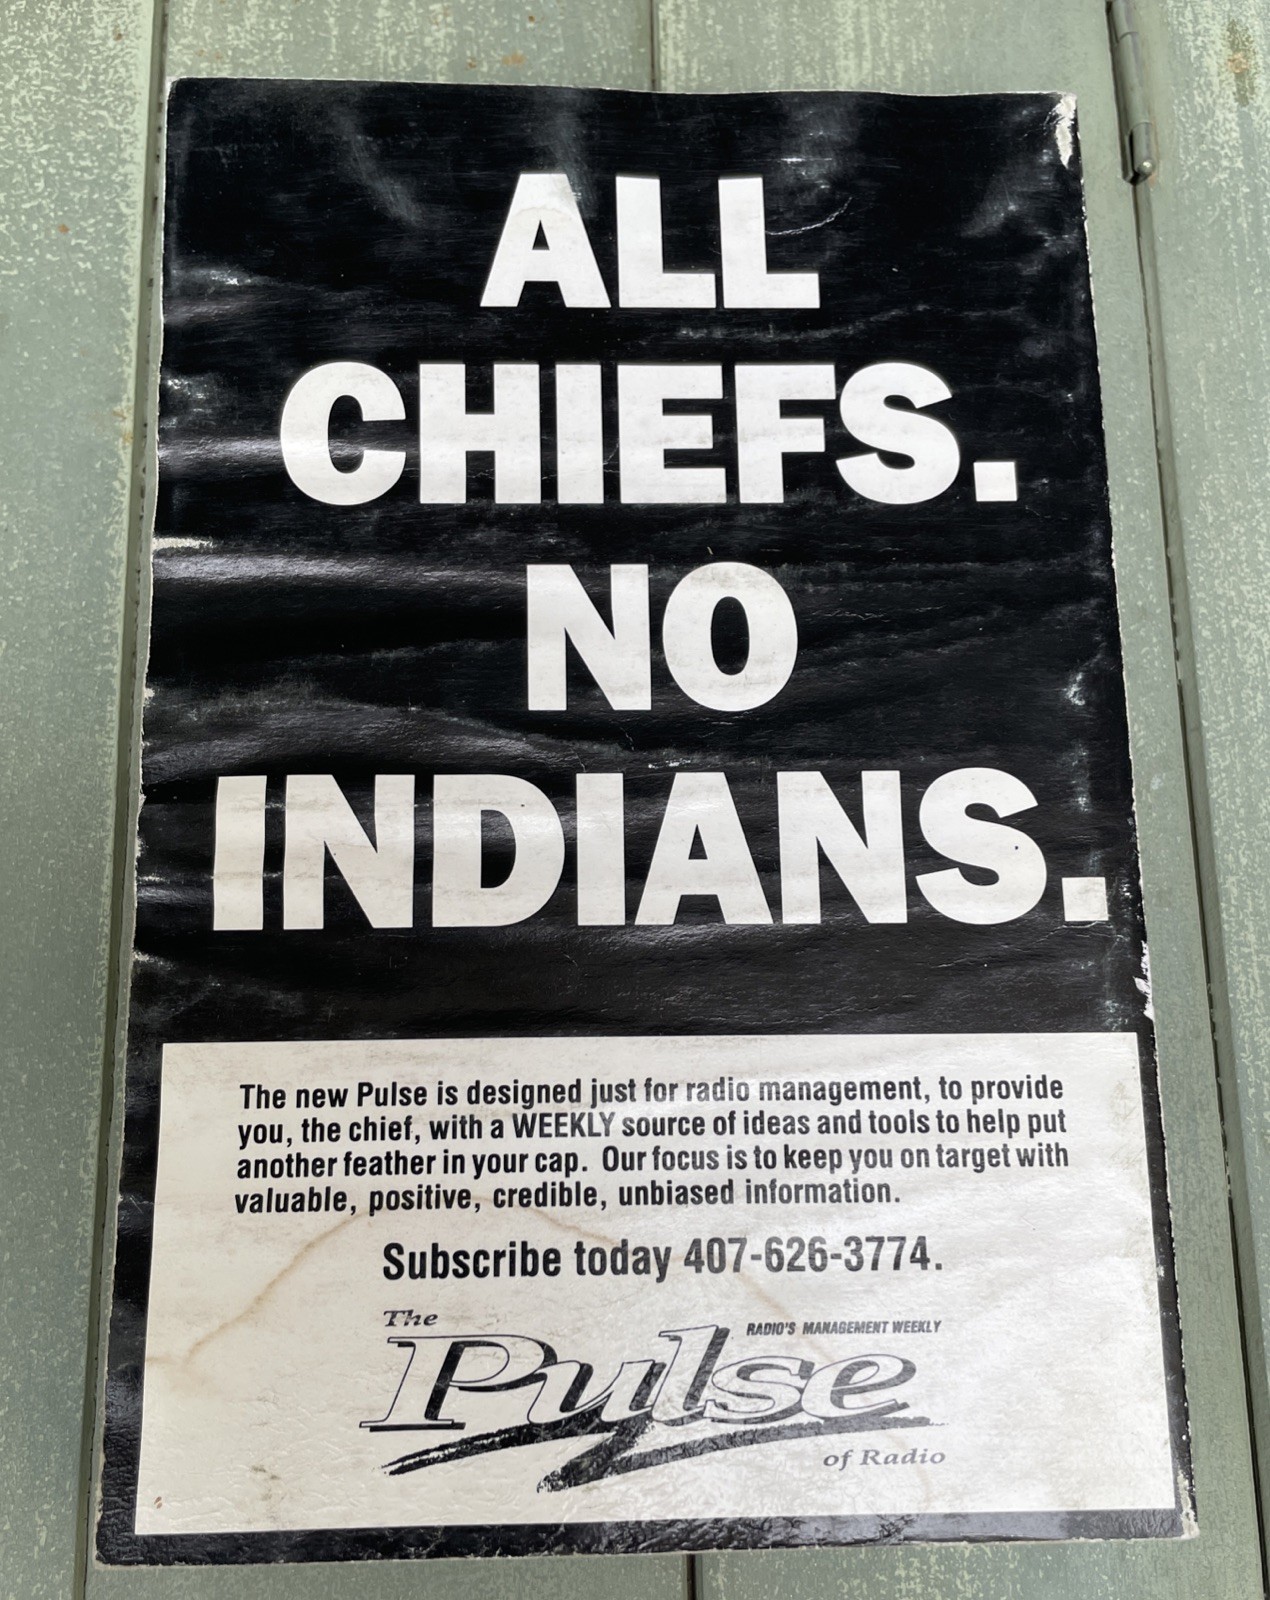 ALL
CHIEFS.
NO
INDIANS.
The new Pulse is designed just for radio management, to provide
you, the chief, with a WEEKLY source of ideas and tools to help put
another feather in your cap. Our focus is to keep you on target with
valuable, positive, credible, unbiased information.
Subscribe today 407-626-3774.
The
RADIO'S MANAGEMENT WEEKLY
Pulse
of Radio